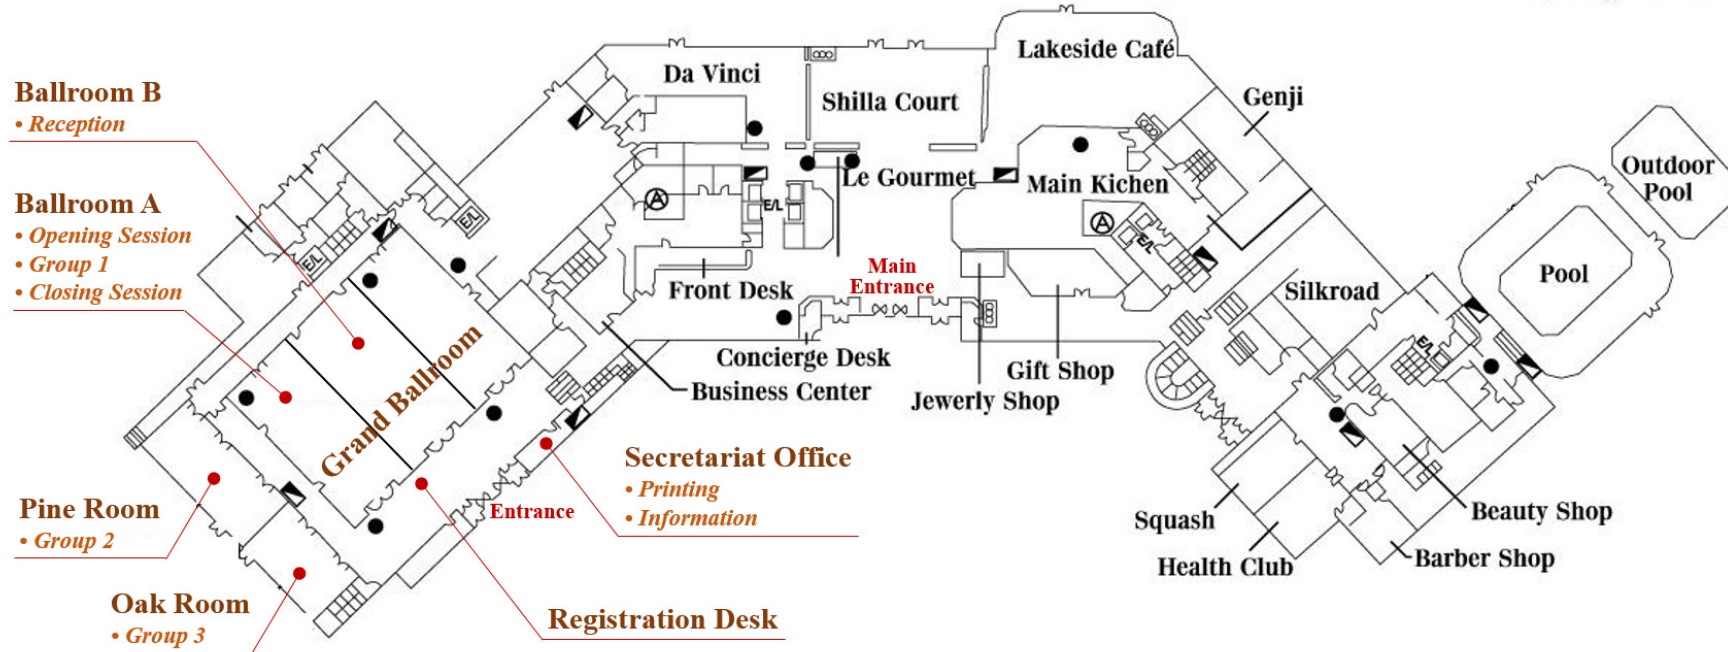 Ballroom B
• Reception
Ballroom A
• Opening Session
• Group 1
• Closing Session
Pine Room
• Group 2
Oak Room
• Group 3
Grand Ballroom
Registration Desk
Secretariat Office
• Printing
• Information
Entrance
Da Vinci
Shilla Court
Lakeside Café
Genji
Outdoor
Pool
Pool
Le Gourmet
Main Kichen
E/L
E/L
E/L
E/L
E/L
A
A
Front Desk
Main
Entrance
Concierge Desk
Business Center
Jewerly Shop
Gift Shop
Silkroad
Squash
Health Club
Beauty Shop
Barber Shop